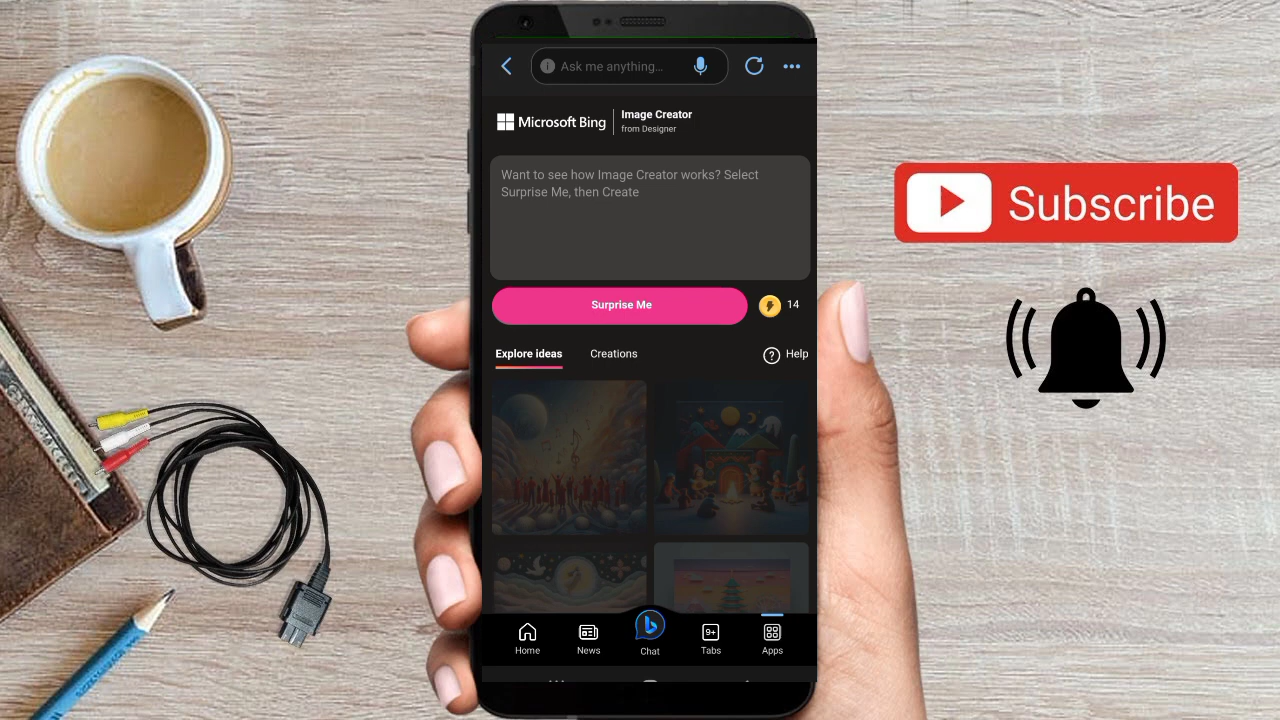 Ask me anything...
Microsoft Bing
Image Creator
from Designer
Want to see how Image Creator works? Select
Surprise Me, then Create
Surprise Me
14
Explore ideas
Creations
Help
9+
Home
News
Chat
Tabs
Apps
Subscribe